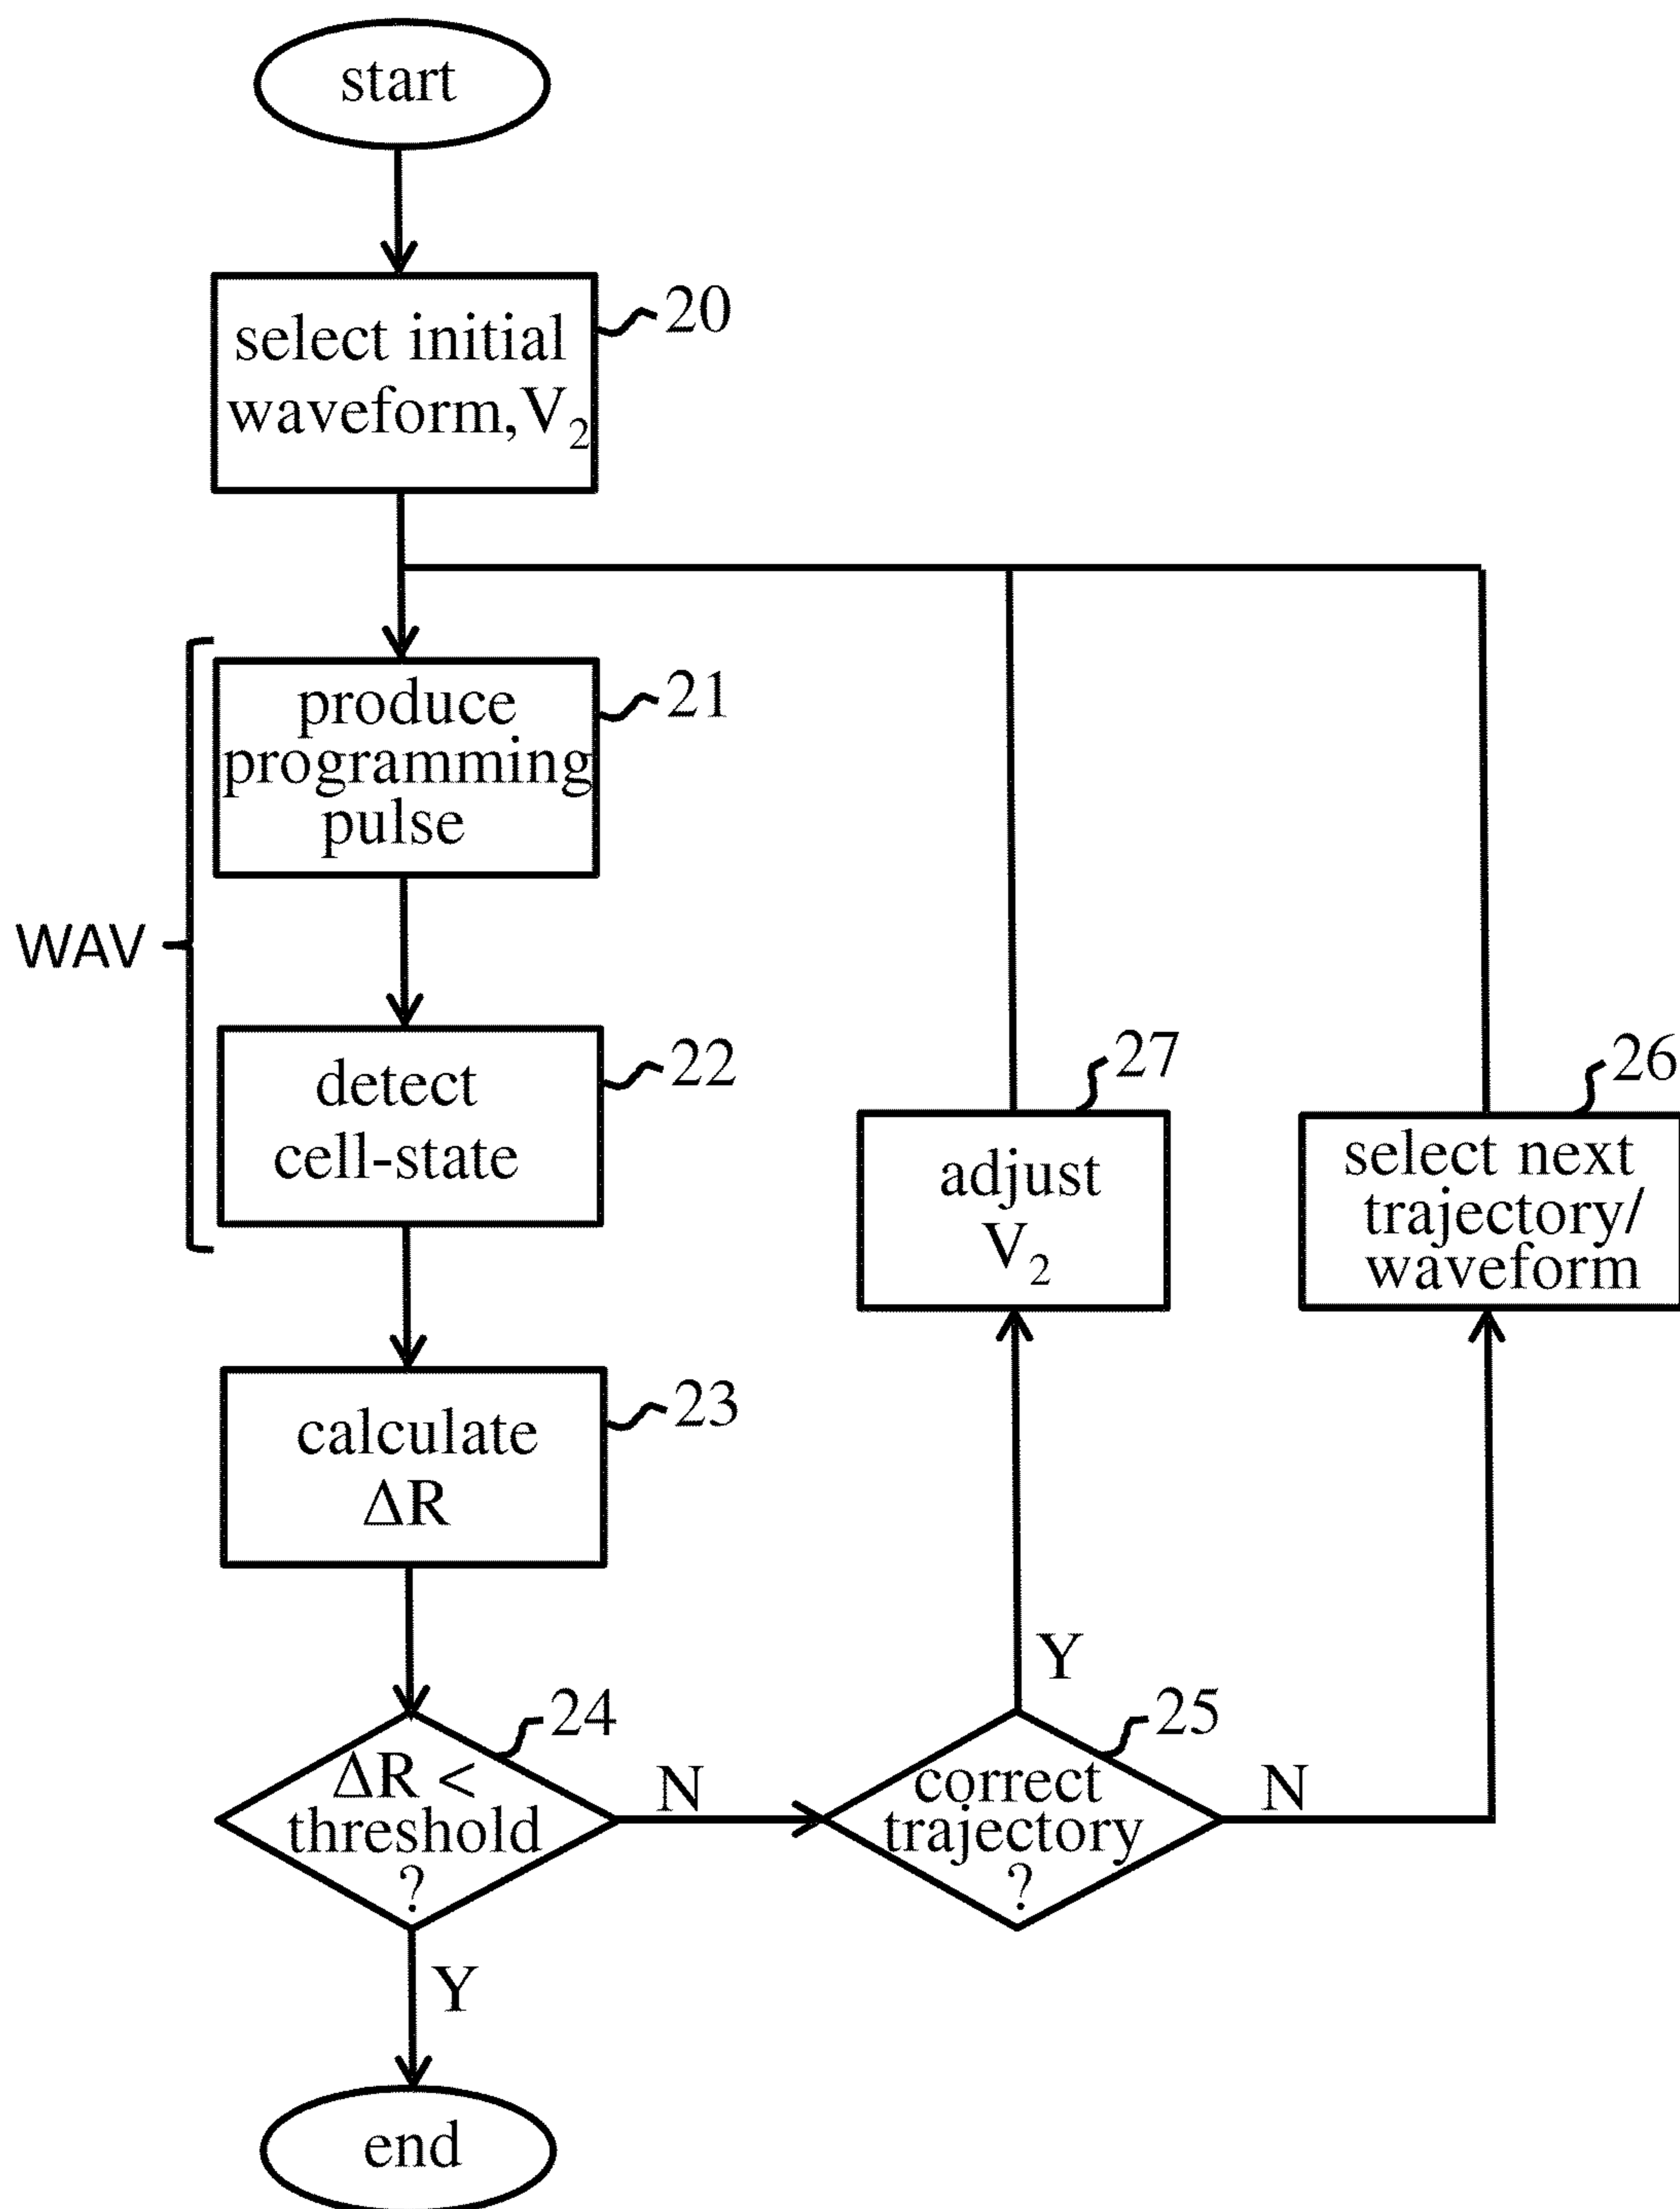 start
select initial
waveform, V₂
20
produce
programming
pulse
21
WAV
detect
cell-state
22
27
adjust
V₂
26
select next
trajectory/
waveform
calculate
ΔR
23
ΔR <
threshold
?
24
N
Y
correct
trajectory
?
25
Y
N
end